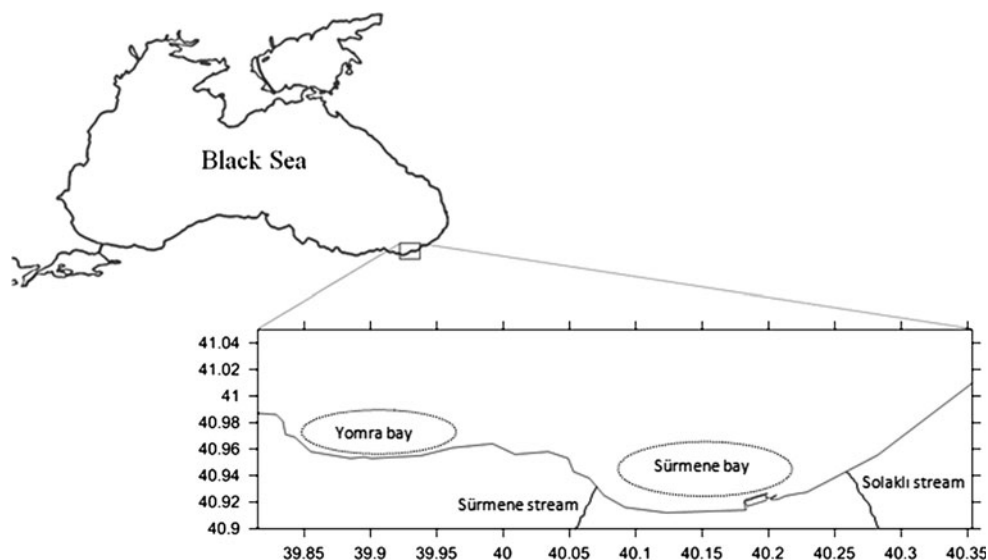 Black Sea
41.04
41.02
41
40.98
40.96
40.94
40.92
40.9
Yomra bay
Sürmene bay
Sürmene stream
Solaklı stream
39.85 39.9 39.95 40 40.05 40.1 40.15 40.2 40.25 40.3 40.35